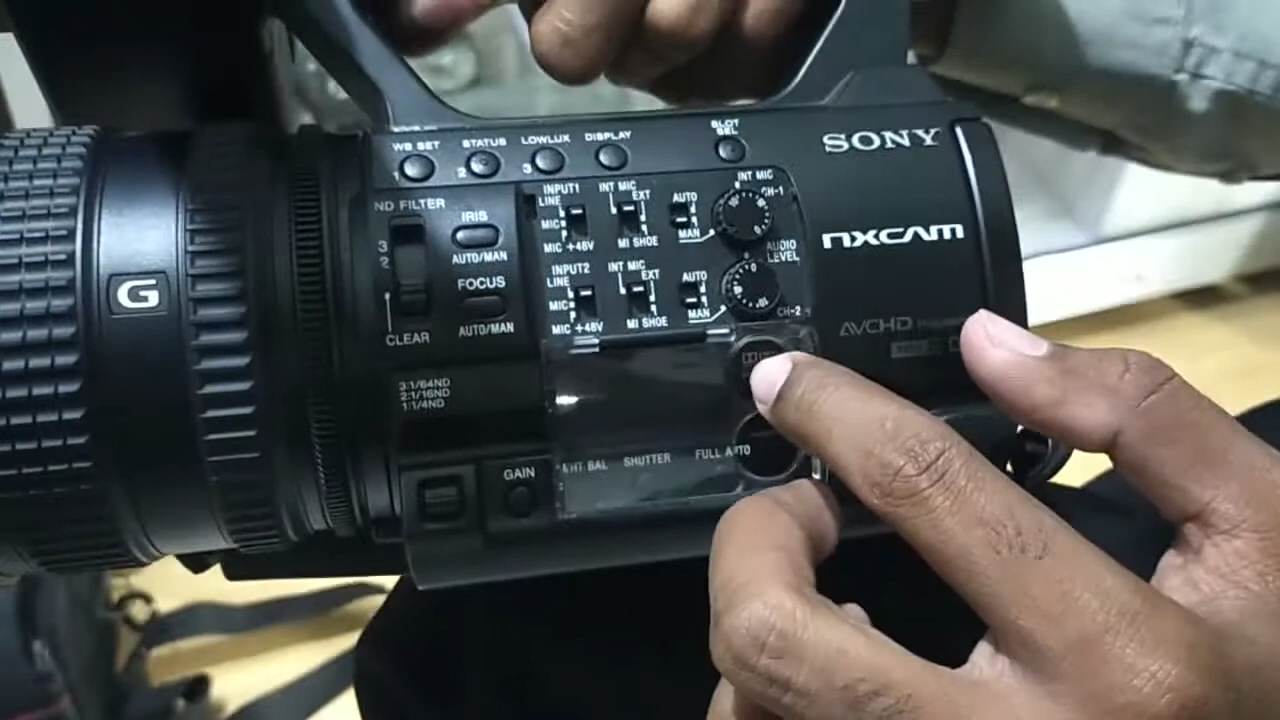 WB SET
STATUS
LOWLUX
DISPLAY
SLOT
SEL
1
2
3
SONY
NXCAM
AVCHD
G
ND FILTER
3
2
CLEAR
3:1/64ND
2:1/16ND
1:1/4ND
IRIS
AUTO/MAN
FOCUS
AUTO/MAN
GAIN
INPUT1
LINE
MIC
MIC +48V
INT MIC
EXT
MI SHOE
AUTO
MAN
INT MIC
CH-1
AUDIO
LEVEL
INPUT2
LINE
MIC
MIC +48V
INT MIC
EXT
MI SHOE
AUTO
MAN
CH-2
BAL
SHUTTER
FULL AUTO